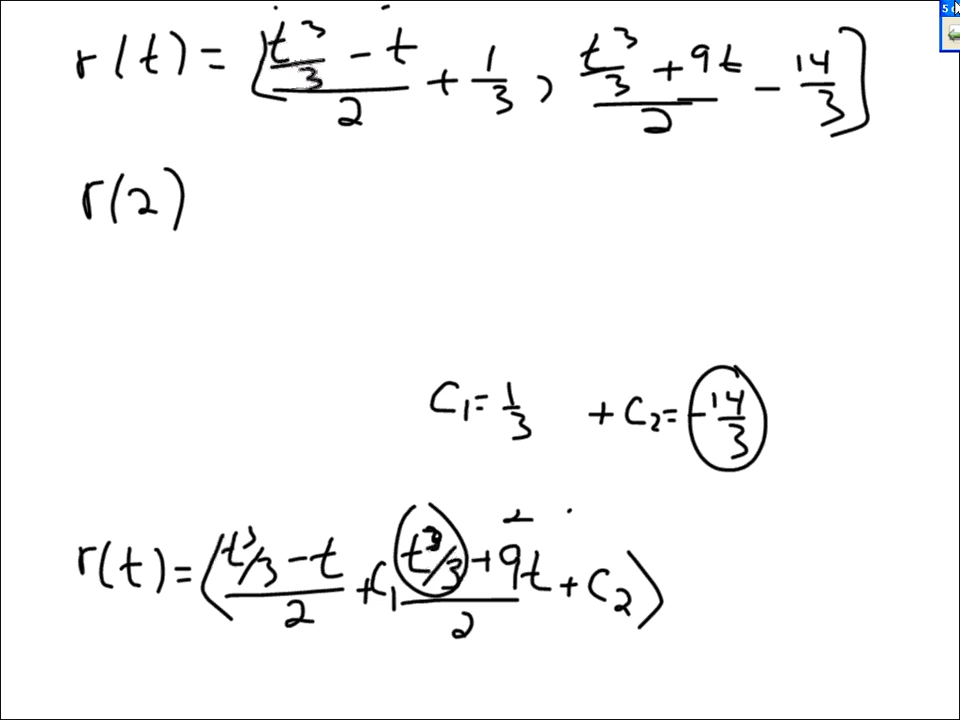 r(t) = [(t³/3 - t)/2 + 1/3, (t³/3 + 9t)/2 - 14/3]
r(2)
C₁ = 1/3 + C₂ = -14/3
r(t) = ⟨(t³/3 - t)/2 + C₁ (t³/3 + 9t)/2 + C₂⟩